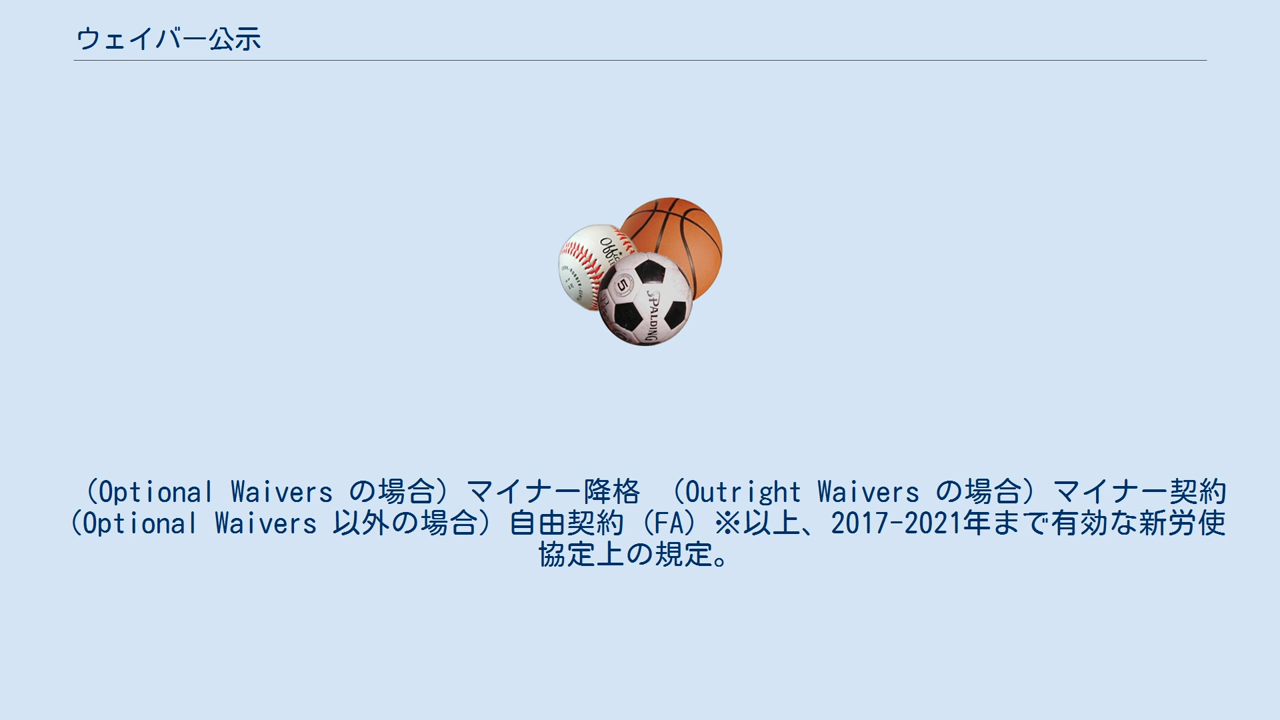 ウェイバー公示
Offici
5
SPALDING
（Optional Waivers の場合）マイナー降格 （Outright Waivers の場合）マイナー契約
（Optional Waivers 以外の場合）自由契約（FA）※以上、2017-2021年まで有効な新労使
協定上の規定。